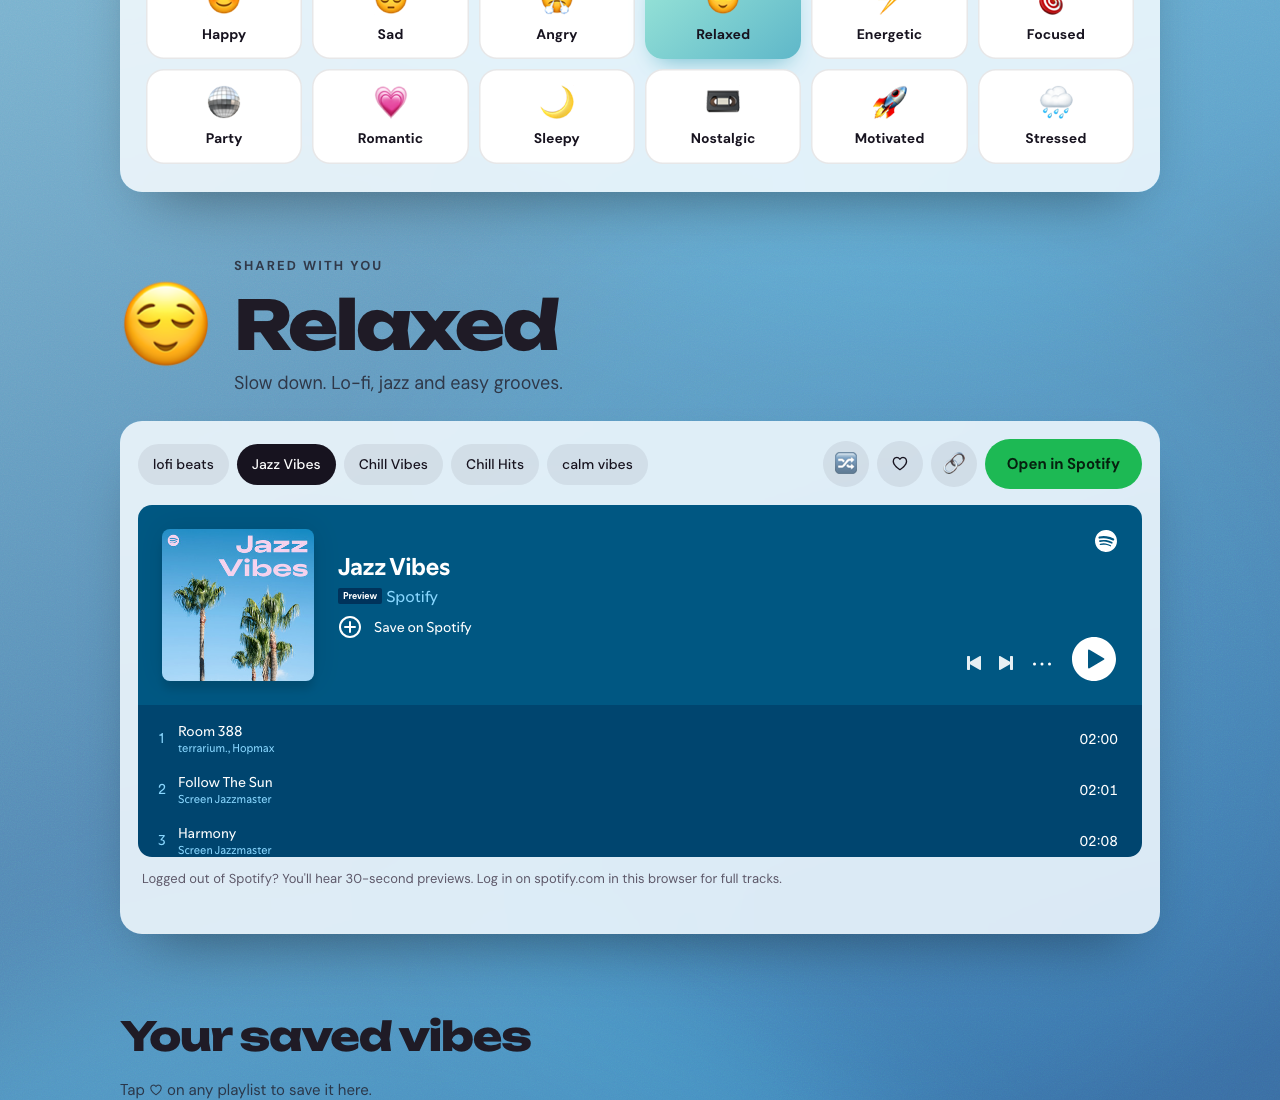 Happy
Sad
Angry
Relaxed
Energetic
Focused
Party
Romantic
Sleepy
Nostalgic
Motivated
Stressed
SHARED WITH YOU
Relaxed
Slow down. Lo-fi, jazz and easy grooves.
lofi beats
Jazz Vibes
Chill Vibes
Chill Hits
calm vibes
Open in Spotify
Jazz
Vibes
Jazz Vibes
Preview Spotify
Save on Spotify
1 Room 388 02:00
terrarium., Hopmax
2 Follow The Sun 02:01
Screen Jazzmaster
3 Harmony 02:08
Screen Jazzmaster
Logged out of Spotify? You'll hear 30-second previews. Log in on spotify.com in this browser for full tracks.
Your saved vibes
Tap ♡ on any playlist to save it here.